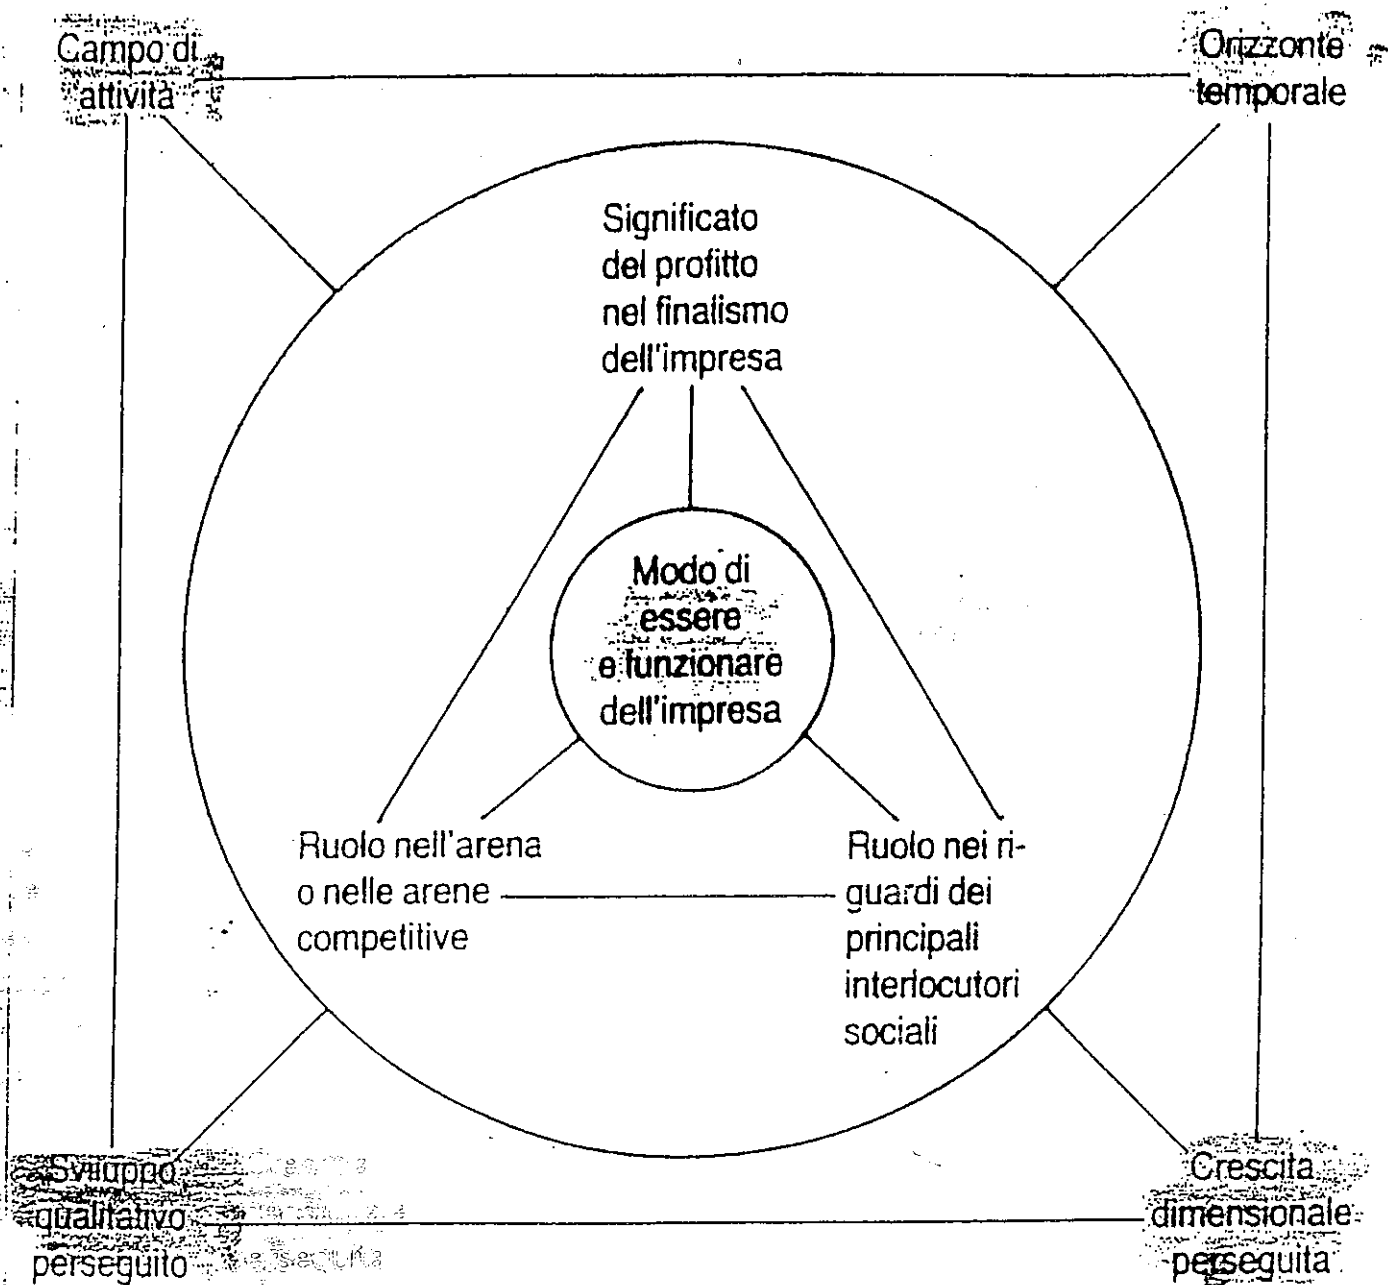 Campo di
attività
Orizzonte
temporale
Significato
del profitto
nel finalismo
dell'impresa
Modo di
essere
e funzionare
dell'impresa
Ruolo nell'arena
o nelle arene
competitive
Ruolo nei ri-
guardi dei
principali
interlocutori
sociali
Sviluppo
qualitativo
perseguito
Crescita
dimensionale
perseguita